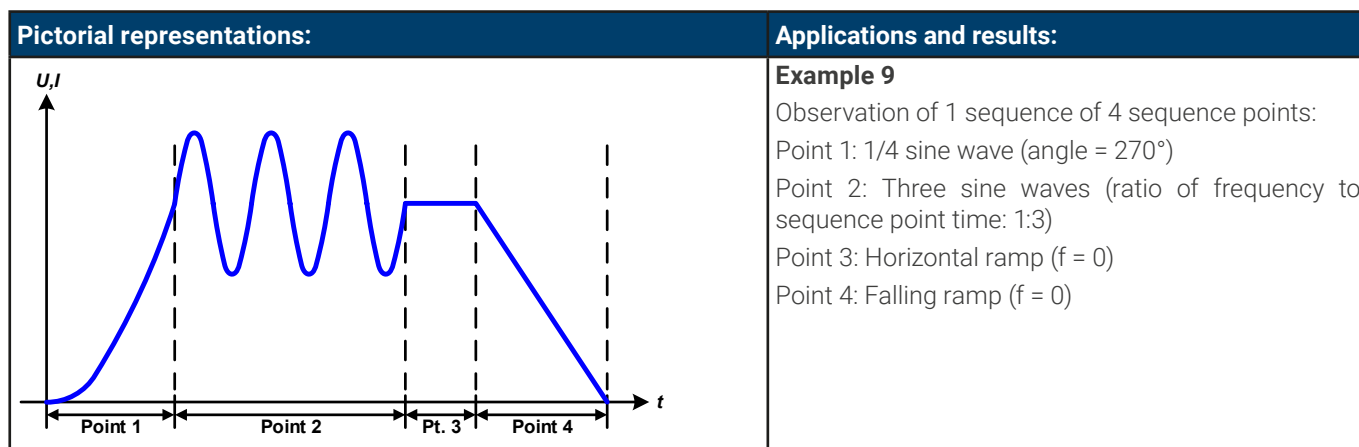 Pictorial representations:
Applications and results:
U,I
t
Point 1
Point 2
Pt. 3
Point 4
Example 9
Observation of 1 sequence of 4 sequence points:
Point 1: 1/4 sine wave (angle = 270°)
Point 2: Three sine waves (ratio of frequency to
sequence point time: 1:3)
Point 3: Horizontal ramp (f = 0)
Point 4: Falling ramp (f = 0)